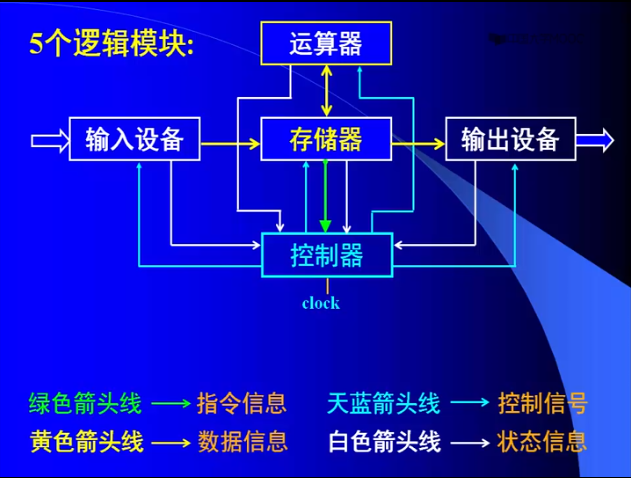 5个逻辑模块:
运算器
输入设备
存储器
输出设备
控制器
clock
绿色箭头线 指令信息 天蓝箭头线 控制信号
黄色箭头线 数据信息 白色箭头线 状态信息